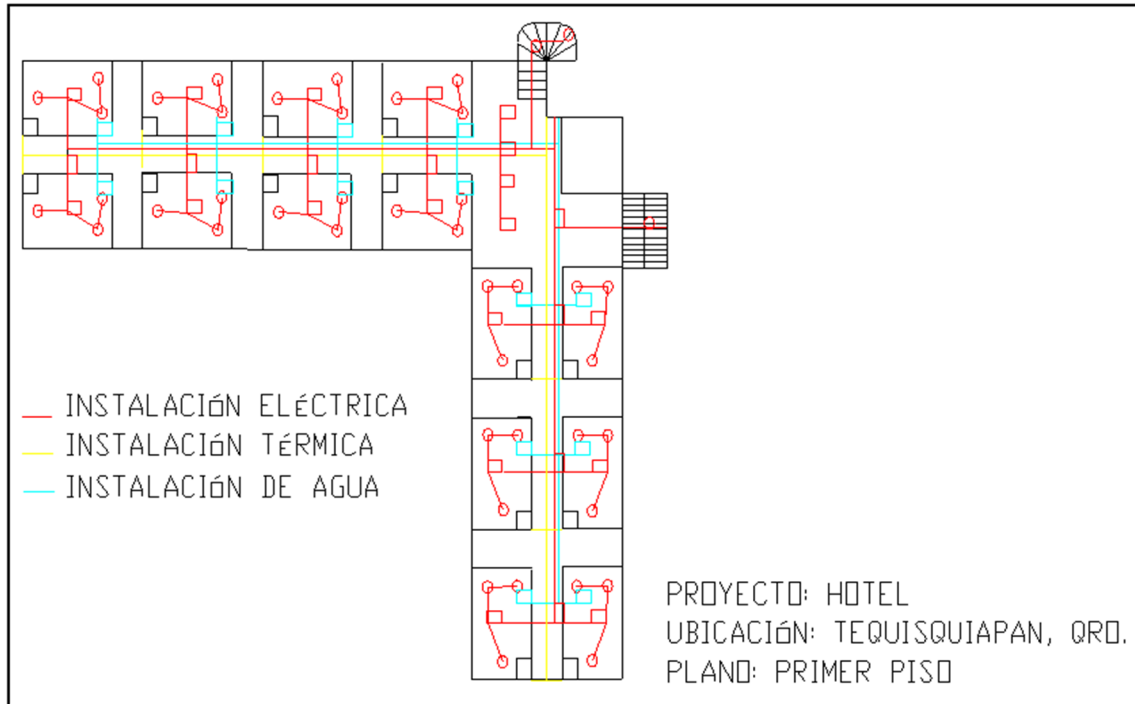 INSTALACIóN ELéCTRICA
INSTALACIóN TéRMICA
INSTALACIóN DE AGUA
PROYECTO: HOTEL
UBICACIóN: TEQUISQUIAPAN, QRO.
PLANO: PRIMER PISO